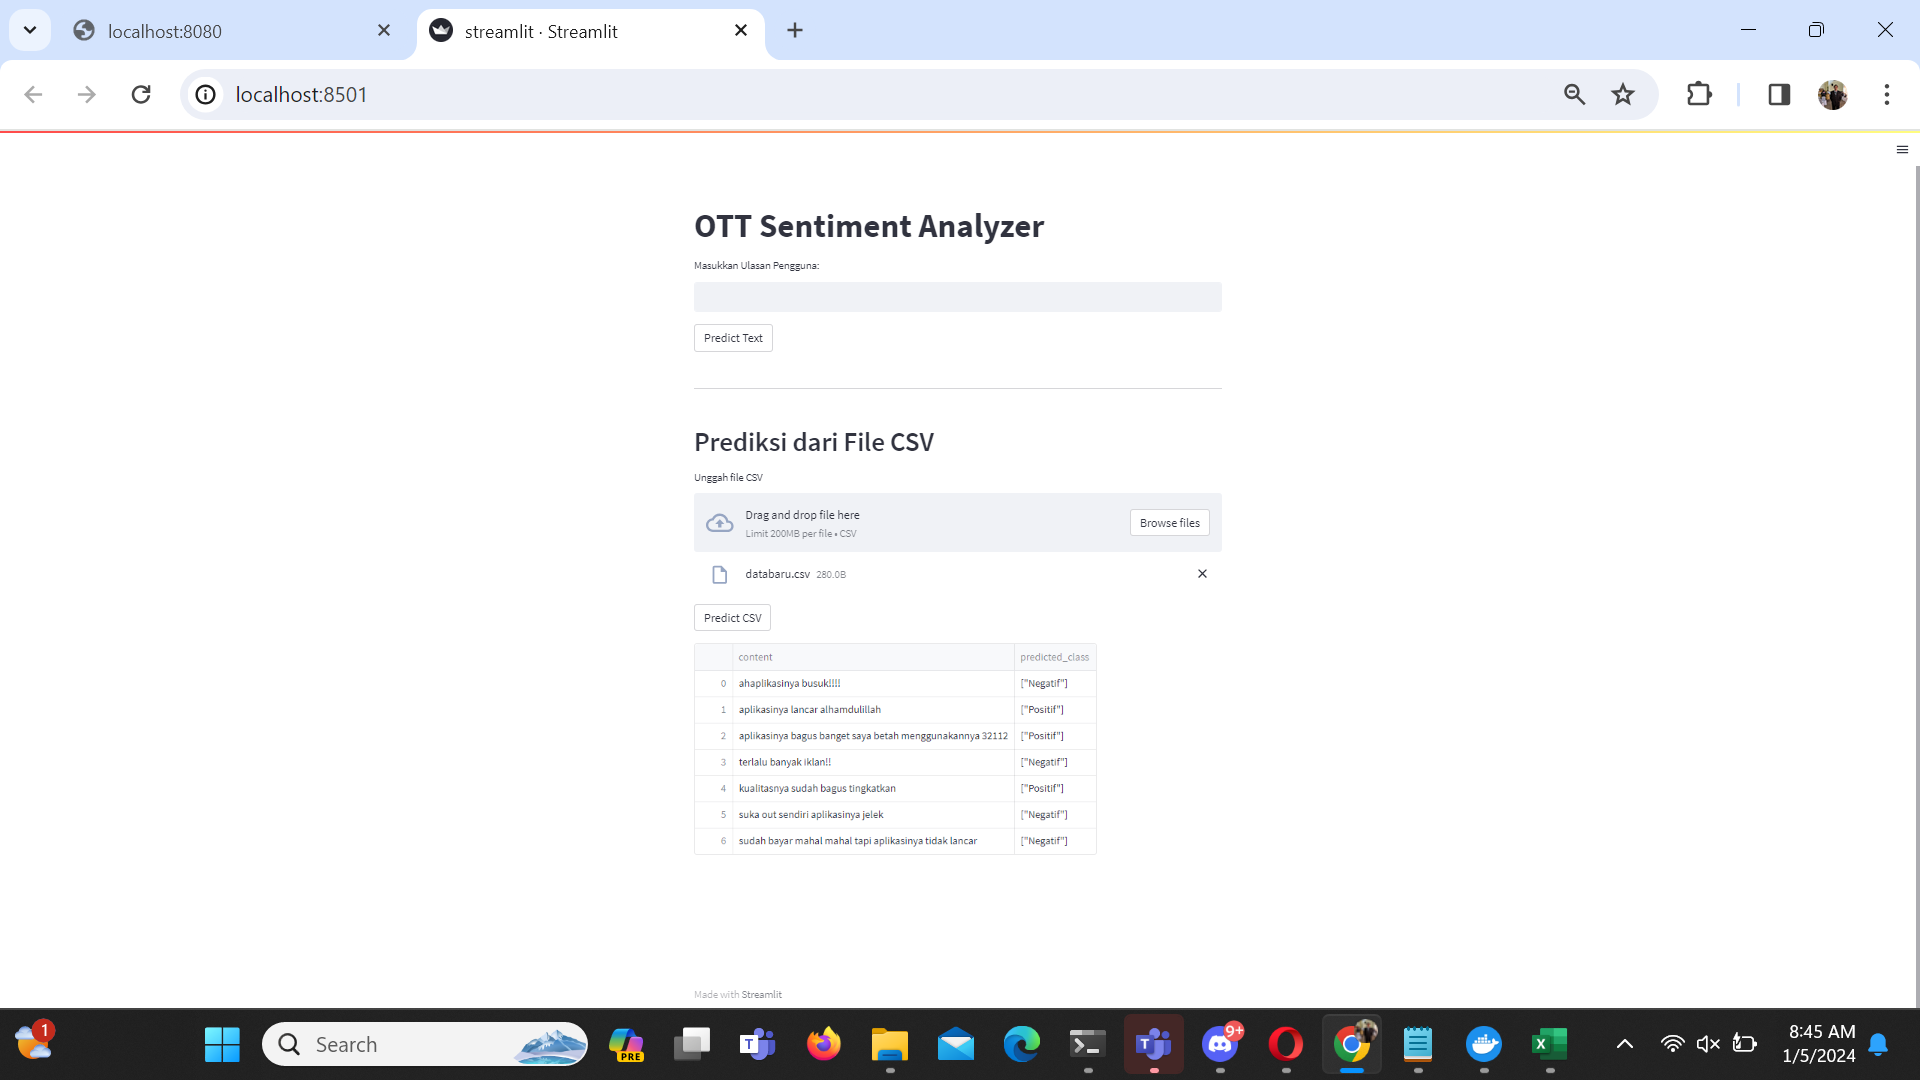 localhost:8080
streamlit · Streamlit
localhost:8501
OTT Sentiment Analyzer
Masukkan Ulasan Pengguna:
Predict Text
Prediksi dari File CSV
Unggah file CSV
Drag and drop file here
Limit 200MB per file • CSV
Browse files
databaru.csv 280.0B
Predict CSV
content predicted_class
0 ahaplikasinya busuk!!!! ["Negatif"]
1 aplikasinya lancar alhamdulillah ["Positif"]
2 aplikasinya bagus banget saya betah menggunakannya 32112 ["Positif"]
3 terlalu banyak iklan!! ["Negatif"]
4 kualitasnya sudah bagus tingkatkan ["Positif"]
5 suka out sendiri aplikasinya jelek ["Negatif"]
6 sudah bayar mahal mahal tapi aplikasinya tidak lancar ["Negatif"]
Made with Streamlit
1
Search
PRE
T
T
9+
X
8:45 AM
1/5/2024